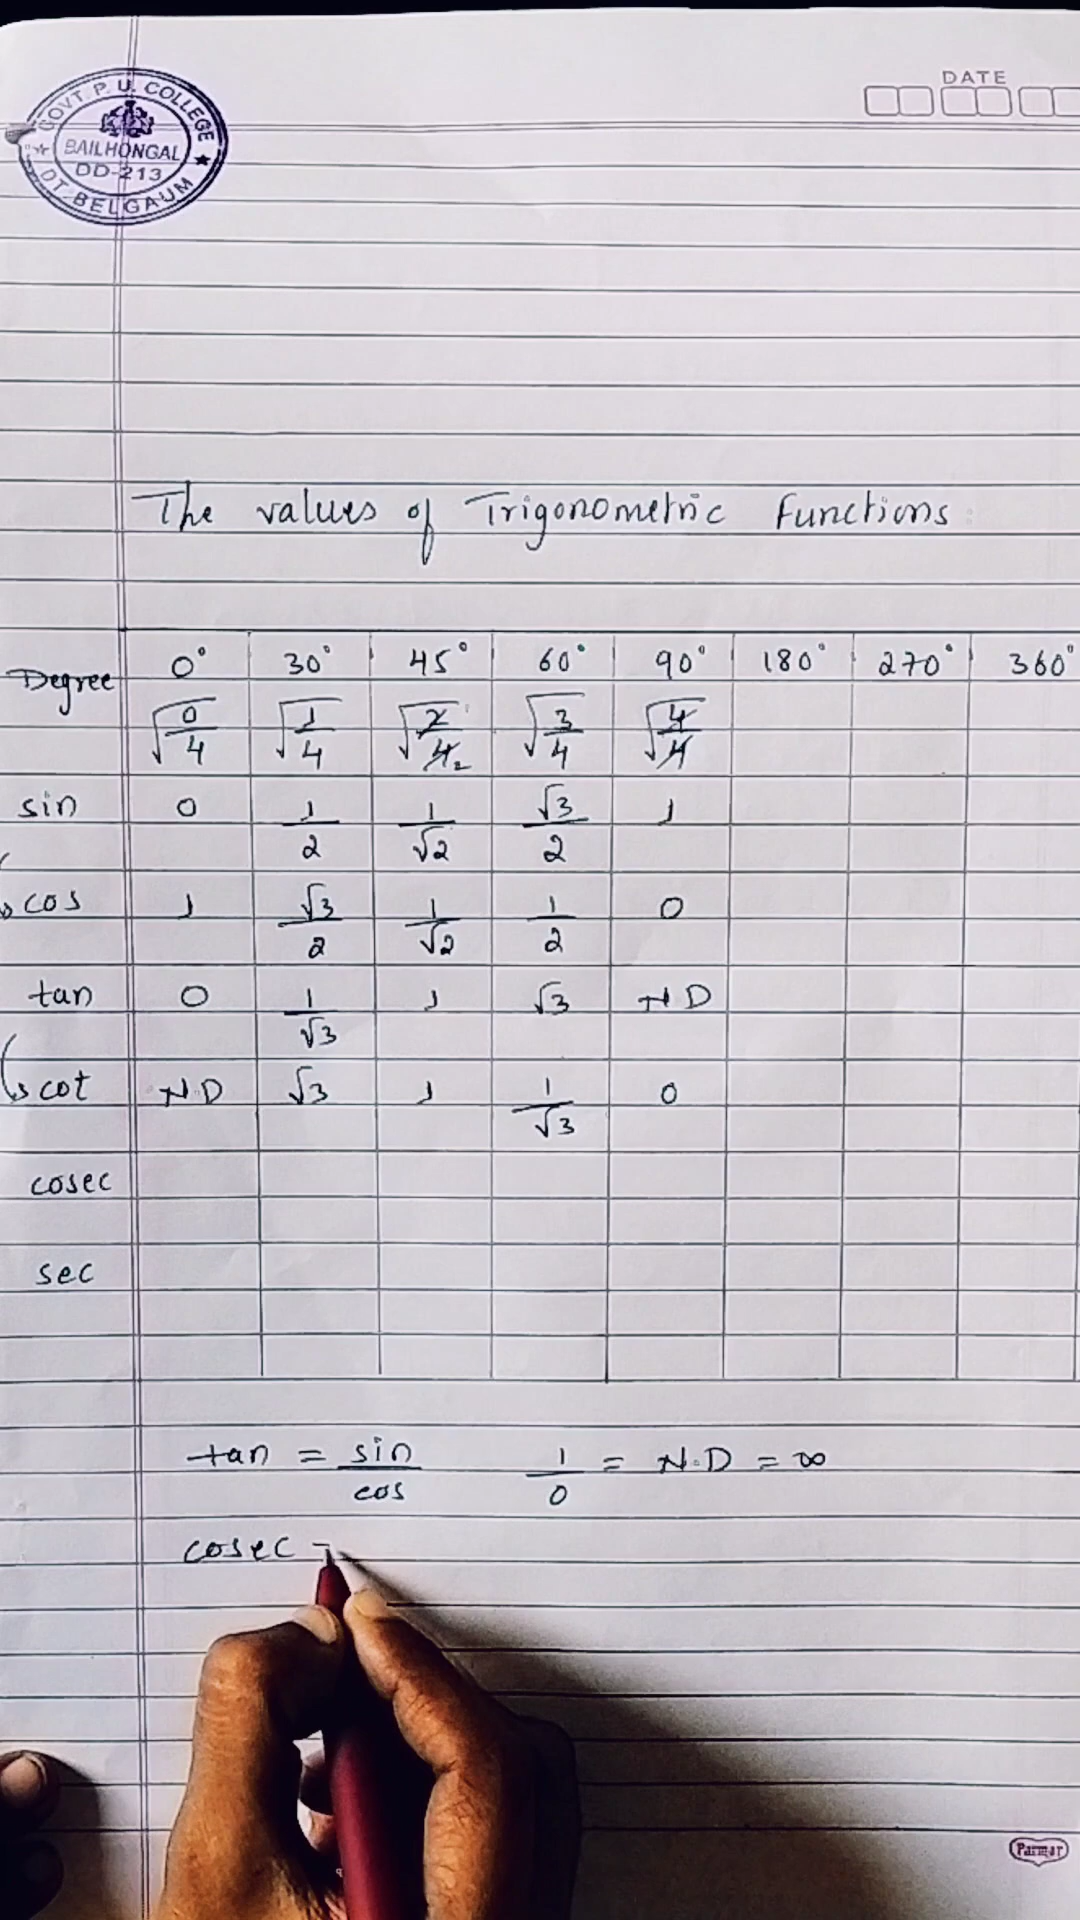 GOVT. P. U. COLLEGE
BAILHONGAL
DD-213
DT. BELGAUM
DATE
The values of Trigonometric Functions
Degree 0° 30° 45° 60° 90° 180° 270° 360°
√(0/4) √(1/4) √(2/4) 2 √(3/4) √(4/4)
sin 0 1/2 1/√2 √3/2 1
cos 1 √3/2 1/√2 1/2 0
tan 0 1/√3 1 √3 ND
cot N.D √3 1 1/√3 0
cosec
sec
tan = sin/cos 1/0 = N.D = ∞
cosec =
Parmar